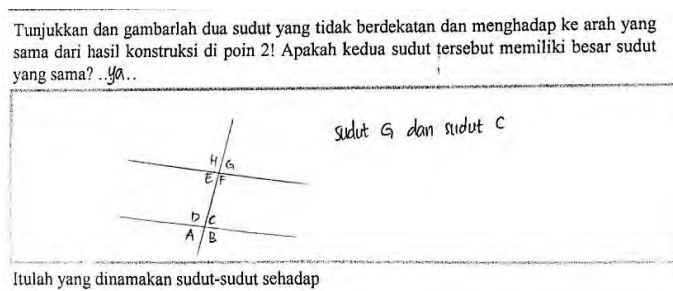 Tunjukkan dan gambarlah dua sudut yang tidak berdekatan dan menghadap ke arah yang
sama dari hasil konstruksi di poin 2! Apakah kedua sudut tersebut memiliki besar sudut
yang sama? ..ya..
sudut G dan sudut C
H G
E F
D C
A B
Itulah yang dinamakan sudut-sudut sehadap